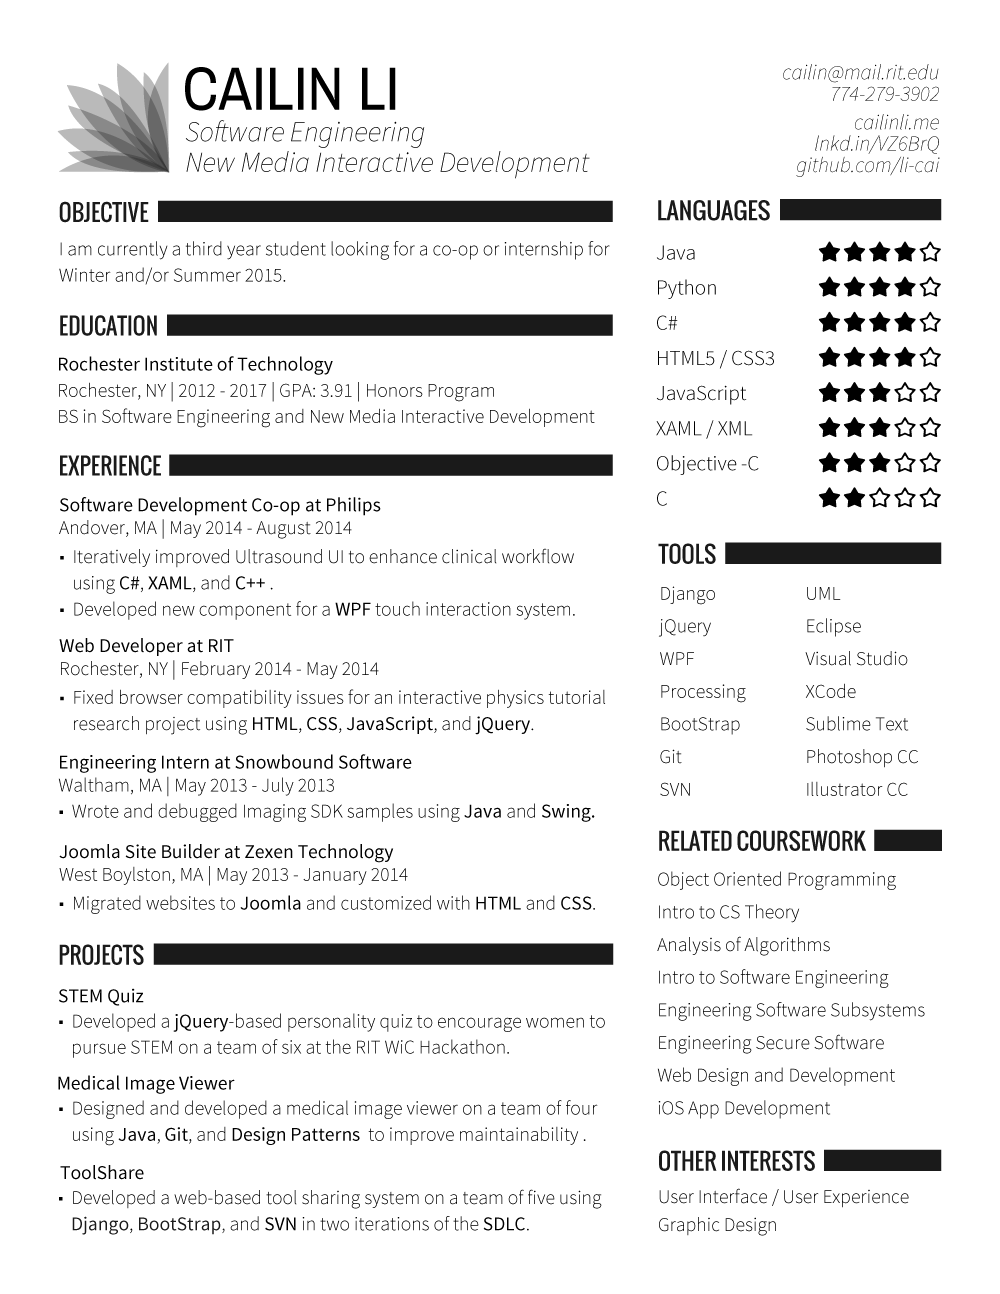 CAILIN LI
Software Engineering
New Media Interactive Development
cailin@mail.rit.edu
774-279-3902
cailinli.me
lnkd.in/VZ6BrQ
github.com/li-cai
OBJECTIVE
I am currently a third year student looking for a co-op or internship for
Winter and/or Summer 2015.
EDUCATION
Rochester Institute of Technology
Rochester, NY | 2012 - 2017 | GPA: 3.91 | Honors Program
BS in Software Engineering and New Media Interactive Development
EXPERIENCE
Software Development Co-op at Philips
Andover, MA | May 2014 - August 2014
▪ Iteratively improved Ultrasound UI to enhance clinical workflow
using C#, XAML, and C++ .
▪ Developed new component for a WPF touch interaction system.
Web Developer at RIT
Rochester, NY | February 2014 - May 2014
▪ Fixed browser compatibility issues for an interactive physics tutorial
research project using HTML, CSS, JavaScript, and jQuery.
Engineering Intern at Snowbound Software
Waltham, MA | May 2013 - July 2013
▪ Wrote and debugged Imaging SDK samples using Java and Swing.
Joomla Site Builder at Zexen Technology
West Boylston, MA | May 2013 - January 2014
▪ Migrated websites to Joomla and customized with HTML and CSS.
PROJECTS
STEM Quiz
▪ Developed a jQuery-based personality quiz to encourage women to
pursue STEM on a team of six at the RIT WiC Hackathon.
Medical Image Viewer
▪ Designed and developed a medical image viewer on a team of four
using Java, Git, and Design Patterns  to improve maintainability .
ToolShare
▪ Developed a web-based tool sharing system on a team of five using
Django, BootStrap, and SVN in two iterations of the SDLC.
LANGUAGES
Java ★★★★☆
Python ★★★★☆
C# ★★★★☆
HTML5 / CSS3 ★★★★☆
JavaScript ★★★☆☆
XAML / XML ★★★☆☆
Objective -C ★★★☆☆
C ★★☆☆☆
TOOLS
Django UML
jQuery Eclipse
WPF Visual Studio
Processing XCode
BootStrap Sublime Text
Git Photoshop CC
SVN Illustrator CC
RELATED COURSEWORK
Object Oriented Programming
Intro to CS Theory
Analysis of Algorithms
Intro to Software Engineering
Engineering Software Subsystems
Engineering Secure Software
Web Design and Development
iOS App Development
OTHER INTERESTS
User Interface / User Experience
Graphic Design